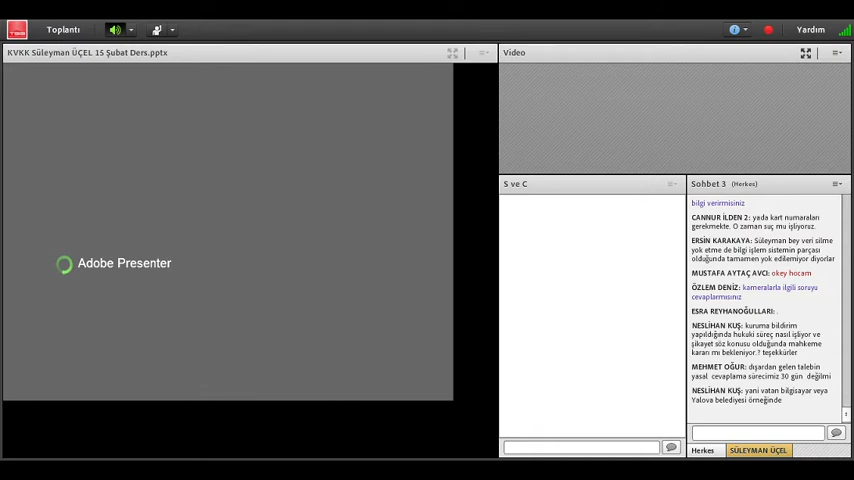 Toplantı
Yardım
KVKK Süleyman ÜÇEL 15 Şubat Ders.pptx
Video
Adobe Presenter
S ve C
Sohbet 3 (Herkes)
bilgi verirmisiniz
CANNUR İLDEN 2: yada kart numaraları
gerekmekte. O zaman suç mu işliyoruz.
ERSİN KARAKAYA: Süleyman bey veri silme
yok etme de bilgi işlem sistemin parçası
olduğunda tamamen yok edilemiyor diyorlar
MUSTAFA AYTAÇ AVCI: okey hocam
ÖZLEM DENİZ: kameralarla ilgili soruyu
cevaplarmısınız
ESRA REYHANOĞULLARI: .
NESLİHAN KUŞ: kuruma bildirim
yapıldığında hukuki süreç nasıl işliyor ve
şikayet söz konusu olduğunda mahkeme
kararı mı bekleniyor.? teşekkürler
MEHMET OĞUR: dışardan gelen talebin
yasal cevaplama sürecimiz 30 gün değilmi
NESLİHAN KUŞ: yani vatan bilgisayar veya
Yalova belediyesi örneğinde
Herkes
SÜLEYMAN ÜÇEL